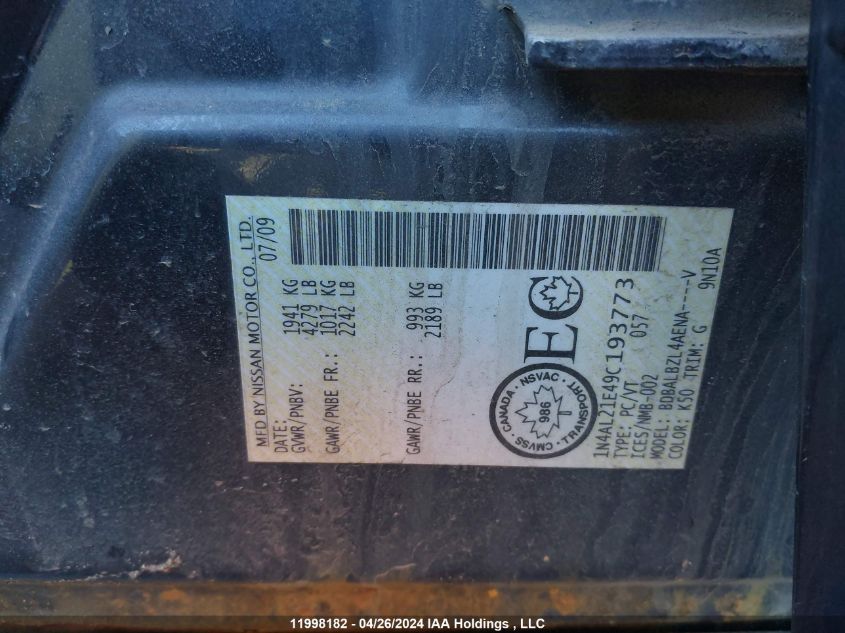 MFD BY NISSAN MOTOR CO., LTD.
DATE: 07/09
GVWR/PNBV: 1941 KG
4279 LB
GAWR/PNBE FR.: 1017 KG
2242 LB
GAWR/PNBE RR.: 993 KG
2189 LB
CANADA · NSVAC · TRANSPORT · CMVSS
986
T
EC
1N4AL21E49C193773
TYPE: PC/VT 057
ICES/NMB-002
MODEL: BDBALBZL4AENA----V
COLOR: K50 TRIM: G 9N10A
11998182 - 04/26/2024 IAA Holdings , LLC